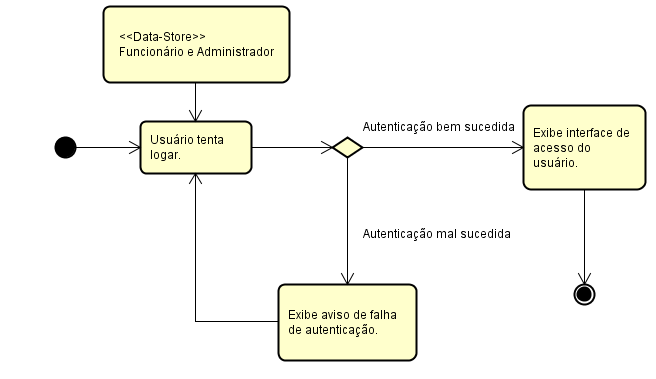 <<Data-Store>>
Funcionário e Administrador
Usuário tenta
logar.
Autenticação bem sucedida
Exibe interface de
acesso do
usuário.
Autenticação mal sucedida
Exibe aviso de falha
de autenticação.